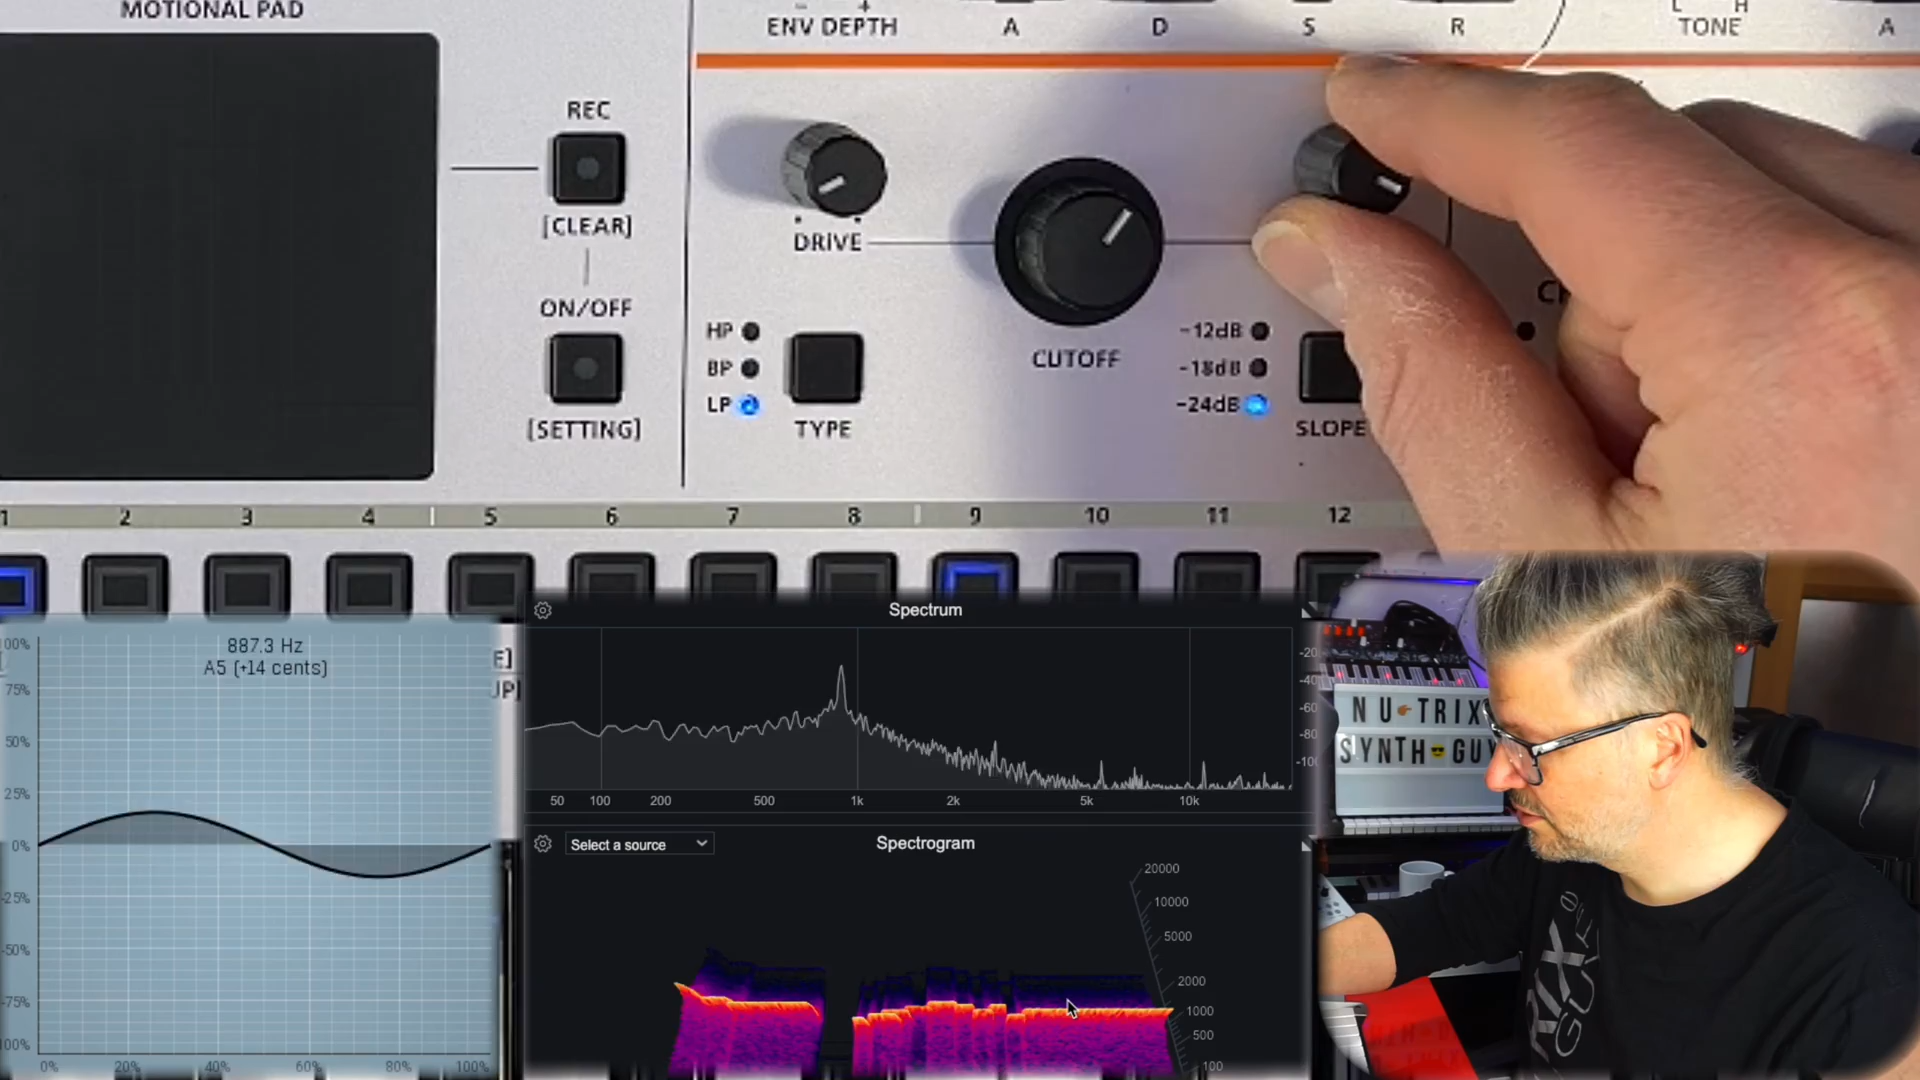 MOTIONAL PAD
- +
ENV DEPTH
A
D
S
R
L H
TONE
A
REC
[CLEAR]
ON/OFF
[SETTING]
DRIVE
CUTOFF
HP
BP
LP
TYPE
-12dB
-18dB
-24dB
SLOPE
1 2 3 4 5 6 7 8 9 10 11 12
887.3 Hz
A5 (+14 cents)
75%
50%
25%
0%
-25%
-50%
-75%
0% 20% 40% 60% 80% 100%
Spectrum
-20
-40
-60
-80
50 100 200 500 1k 2k 5k 10k
Select a source
Spectrogram
20000
10000
5000
2000
1000
500
100
NU TRIX
SYNTH GUY